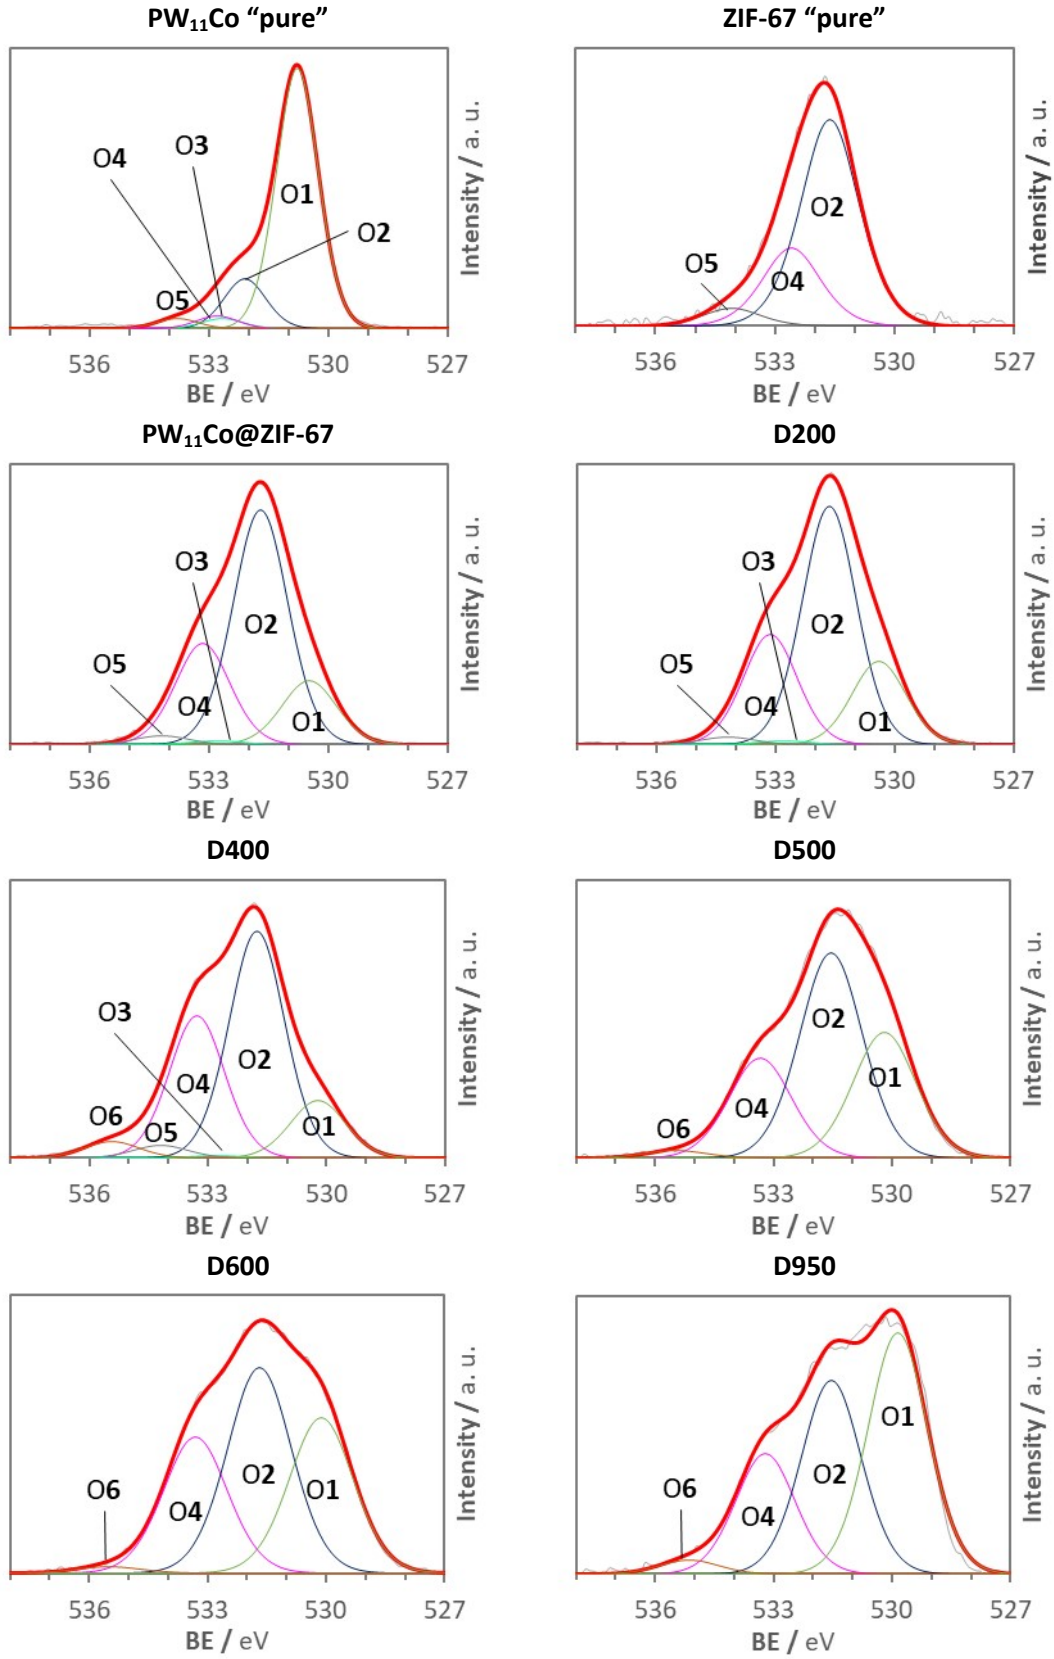 PW₁₁Co “pure”
ZIF-67 “pure”
O4
O3
O1
O2
O5
536
533
530
527
BE / eV
Intensity / a. u.
O2
O5
O4
536
533
530
527
BE / eV
Intensity / a. u.
PW₁₁Co@ZIF-67
D200
O3
O2
O5
O4
O1
536
533
530
527
BE / eV
Intensity / a. u.
O3
O2
O5
O4
O1
536
533
530
527
BE / eV
Intensity / a. u.
D400
D500
O3
O2
O4
O6
O5
O1
536
533
530
527
BE / eV
Intensity / a. u.
O2
O1
O4
O6
536
533
530
527
BE / eV
Intensity / a. u.
D600
D950
O6
O2
O1
O4
536
533
530
527
BE / eV
Intensity / a. u.
O1
O2
O6
O4
536
533
530
527
BE / eV
Intensity / a. u.